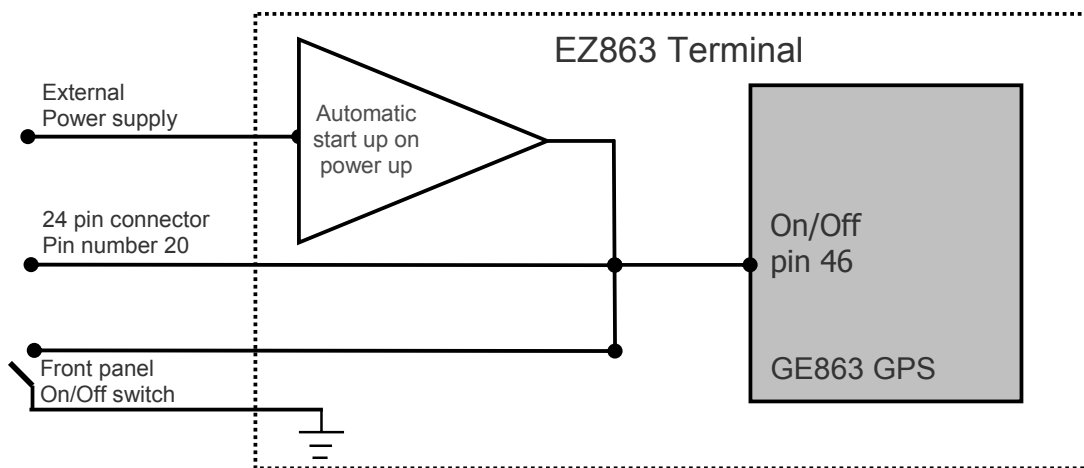 EZ863 Terminal
External
Power supply
Automatic
start up on
power up
24 pin connector
Pin number 20
On/Off
pin 46
Front panel
On/Off switch
GE863 GPS